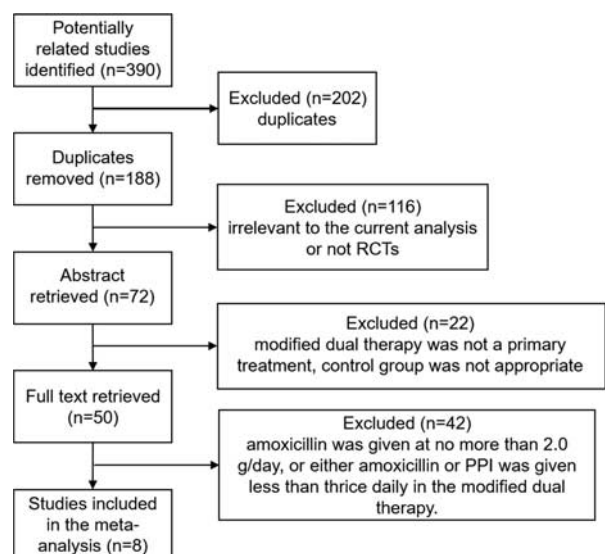 Potentially
related studies
identified (n=390)
Excluded (n=202)
duplicates
Duplicates
removed (n=188)
Excluded (n=116)
irrelevant to the current analysis
or not RCTs
Abstract
retrieved (n=72)
Excluded (n=22)
modified dual therapy was not a primary
treatment, control group was not appropriate
Full text retrieved
(n=50)
Excluded (n=42)
amoxicillin was given at no more than 2.0
g/day, or either amoxicillin or PPI was given
less than thrice daily in the modified dual
therapy.
Studies included
in the meta-
analysis (n=8)